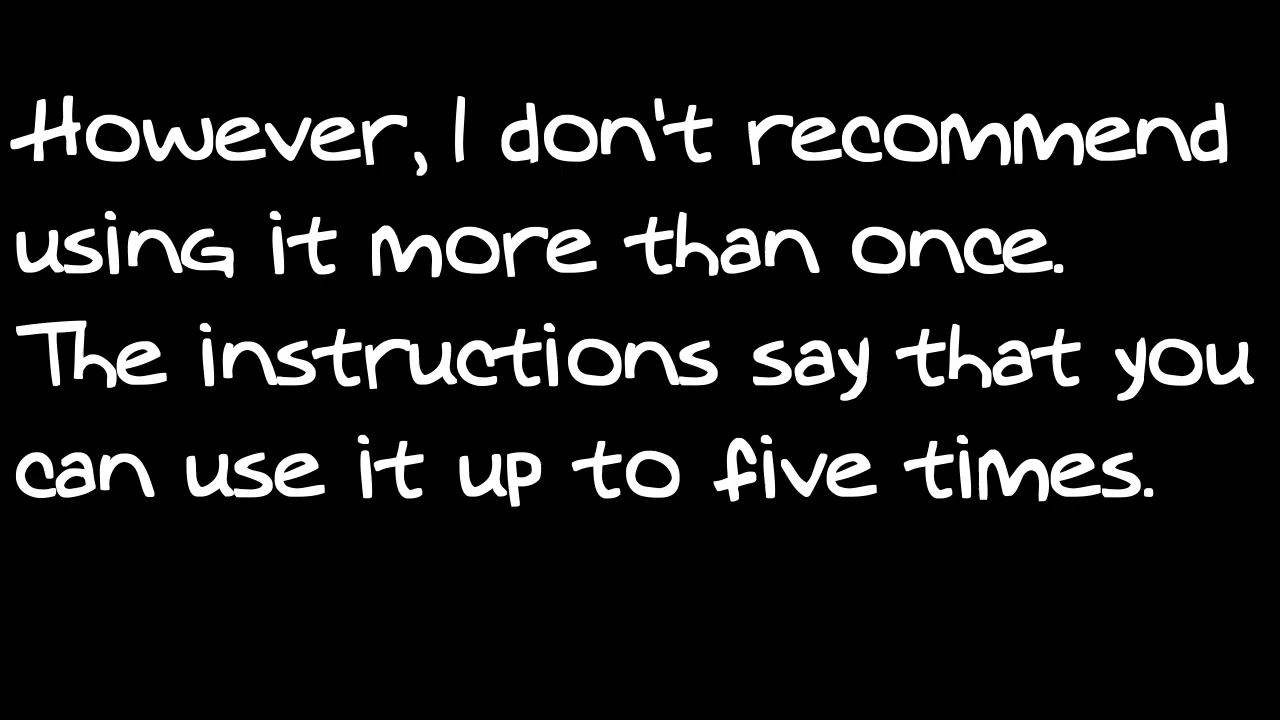 However, I don't recommend
using it more than once.
The instructions say that you
can use it up to five times.